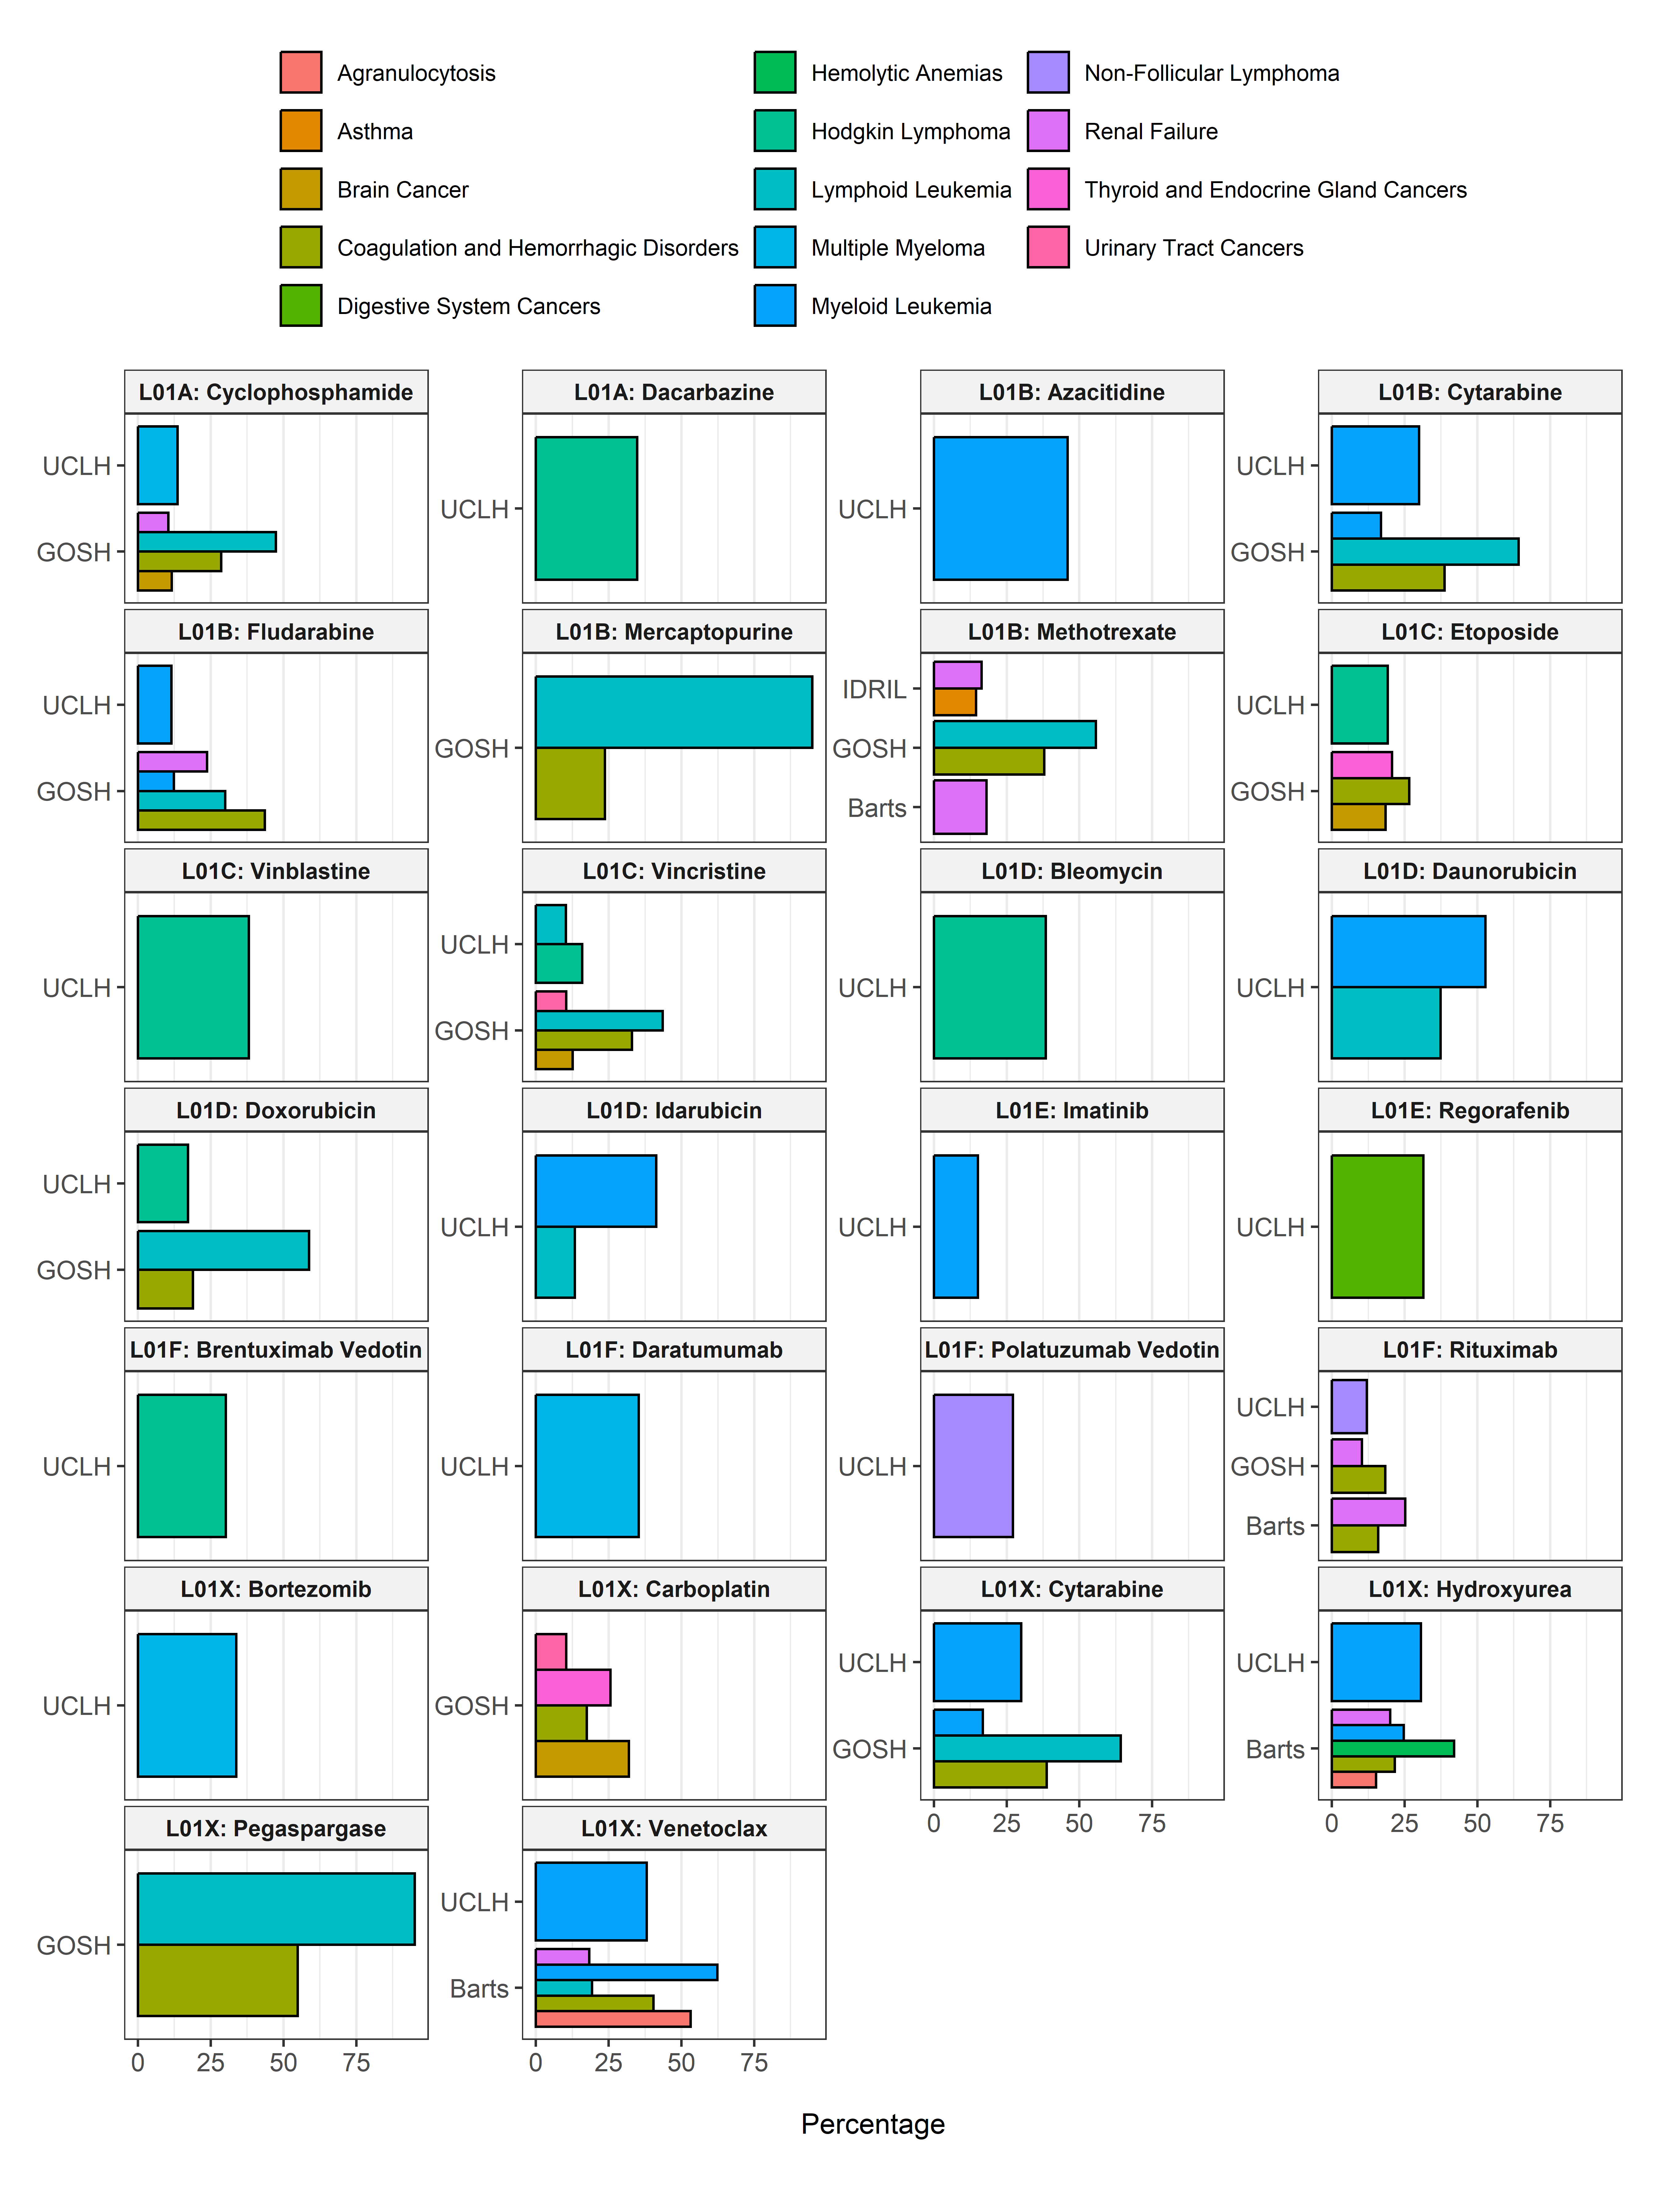 Agranulocytosis
Asthma
Brain Cancer
Coagulation and Hemorrhagic Disorders
Digestive System Cancers
Hemolytic Anemias
Hodgkin Lymphoma
Lymphoid Leukemia
Multiple Myeloma
Myeloid Leukemia
Non-Follicular Lymphoma
Renal Failure
Thyroid and Endocrine Gland Cancers
Urinary Tract Cancers
L01A: Cyclophosphamide
UCLH
GOSH
L01A: Dacarbazine
UCLH
L01B: Azacitidine
UCLH
L01B: Cytarabine
UCLH
GOSH
L01B: Fludarabine
UCLH
GOSH
L01B: Mercaptopurine
GOSH
L01B: Methotrexate
IDRIL
GOSH
Barts
L01C: Etoposide
UCLH
GOSH
L01C: Vinblastine
UCLH
L01C: Vincristine
UCLH
GOSH
L01D: Bleomycin
UCLH
L01D: Daunorubicin
UCLH
L01D: Doxorubicin
UCLH
GOSH
L01D: Idarubicin
UCLH
L01E: Imatinib
UCLH
L01E: Regorafenib
UCLH
L01F: Brentuximab Vedotin
UCLH
L01F: Daratumumab
UCLH
L01F: Polatuzumab Vedotin
UCLH
L01F: Rituximab
UCLH
GOSH
Barts
L01X: Bortezomib
UCLH
L01X: Carboplatin
GOSH
L01X: Cytarabine
UCLH
GOSH
0 25 50 75
L01X: Hydroxyurea
UCLH
Barts
0 25 50 75
L01X: Pegaspargase
GOSH
0 25 50 75
L01X: Venetoclax
UCLH
Barts
0 25 50 75
Percentage